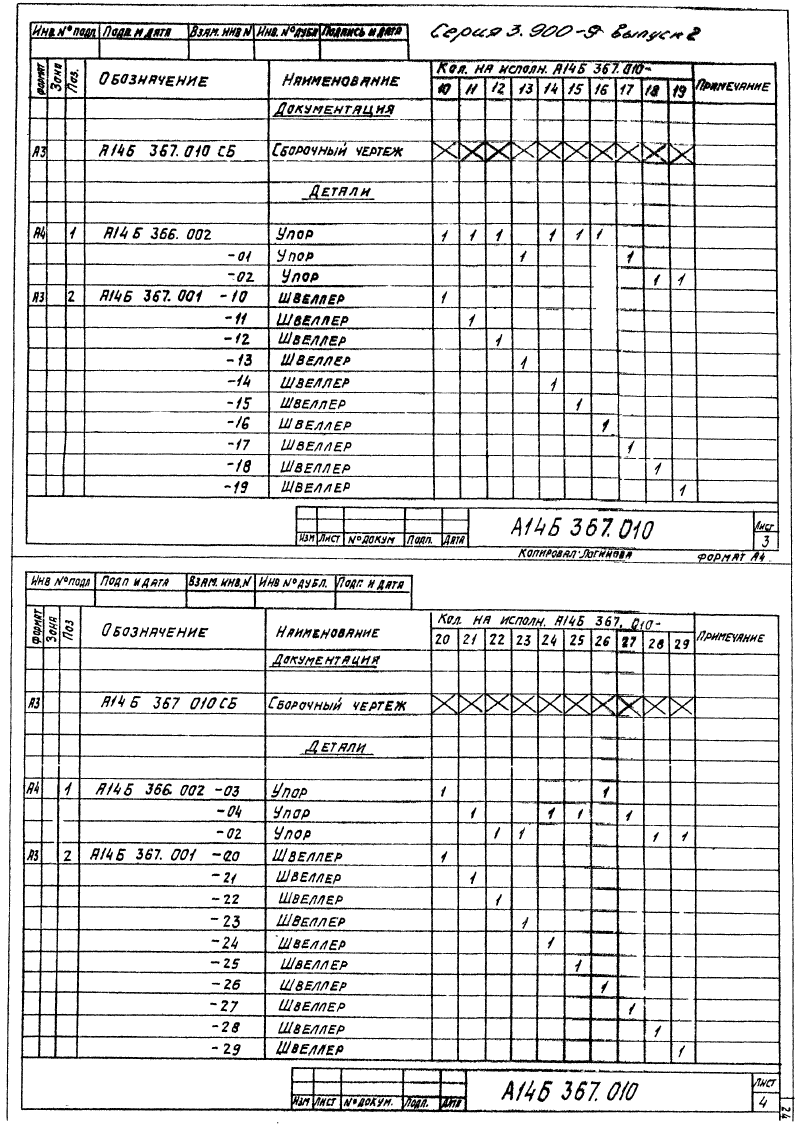 Серия 3.900-9 Выпуск 2
Инв. № подл. Подп. и дата Взам. инв. № Инв. № дубл. Подпись и дата
Формат Зона Поз. Обозначение Наименование Кол. на исполн. А14Б 367.010- Примечание
10 11 12 13 14 15 16 17 18 19
Документация
А3 А14Б 367.010 СБ Сборочный чертеж
Детали
А4 1 А14Б 366.002 Упор 1 1 1 1 1 1
-01 Упор 1 1
-02 Упор 1 1
А3 2 А14Б 367.001 -10 Швеллер 1
-11 Швеллер 1
-12 Швеллер 1
-13 Швеллер 1
-14 Швеллер 1
-15 Швеллер 1
-16 Швеллер 1
-17 Швеллер 1
-18 Швеллер 1
-19 Швеллер 1
Изм Лист № докум Подп. Дата А14Б 367.010 Лист 3
Копировал Логинова Формат А4
Инв № подл Подп и дата Взам. инв. № Инв № дубл. Подп. и дата
Формат Зона Поз Обозначение Наименование Кол. на исполн. А14Б 367.010- Примечание
20 21 22 23 24 25 26 27 28 29
Документация
А3 А14Б 367 010 СБ Сборочный чертеж
Детали
А4 1 А14Б 366.002 -03 Упор 1 1
-04 Упор 1 1 1 1
-02 Упор 1 1 1 1
А3 2 А14Б 367.001 -20 Швеллер 1
-21 Швеллер 1
-22 Швеллер 1
-23 Швеллер 1
-24 Швеллер 1
-25 Швеллер 1
-26 Швеллер 1
-27 Швеллер 1
-28 Швеллер 1
-29 Швеллер 1
Изм Лист № докум. Подп. Дата А14Б 367.010 Лист 4
24